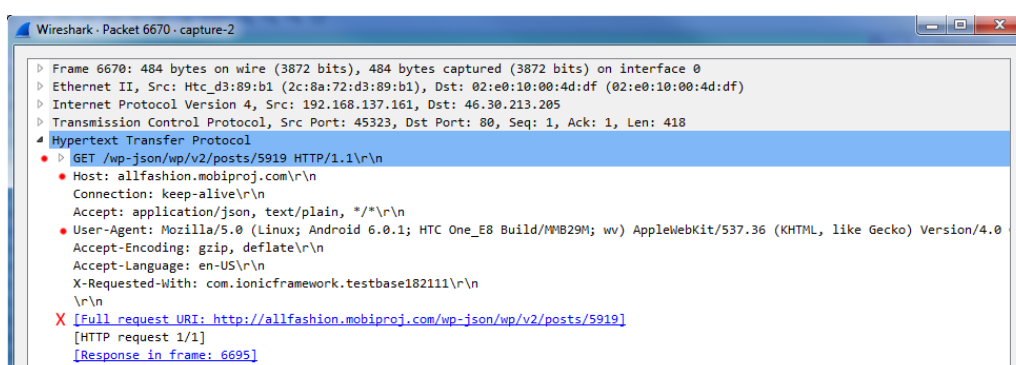 Wireshark · Packet 6670 · capture-2
Frame 6670: 484 bytes on wire (3872 bits), 484 bytes captured (3872 bits) on interface 0
Ethernet II, Src: Htc_d3:89:b1 (2c:8a:72:d3:89:b1), Dst: 02:e0:10:00:4d:df (02:e0:10:00:4d:df)
Internet Protocol Version 4, Src: 192.168.137.161, Dst: 46.30.213.205
Transmission Control Protocol, Src Port: 45323, Dst Port: 80, Seq: 1, Ack: 1, Len: 418
Hypertext Transfer Protocol
GET /wp-json/wp/v2/posts/5919 HTTP/1.1\r\n
Host: allfashion.mobiproj.com\r\n
Connection: keep-alive\r\n
Accept: application/json, text/plain, */*\r\n
User-Agent: Mozilla/5.0 (Linux; Android 6.0.1; HTC One_E8 Build/MMB29M; wv) AppleWebKit/537.36 (KHTML, like Gecko) Version/4.0
Accept-Encoding: gzip, deflate\r\n
Accept-Language: en-US\r\n
X-Requested-With: com.ionicframework.testbase182111\r\n
\r\n
X [Full request URI: http://allfashion.mobiproj.com/wp-json/wp/v2/posts/5919]
[HTTP request 1/1]
[Response in frame: 6695]